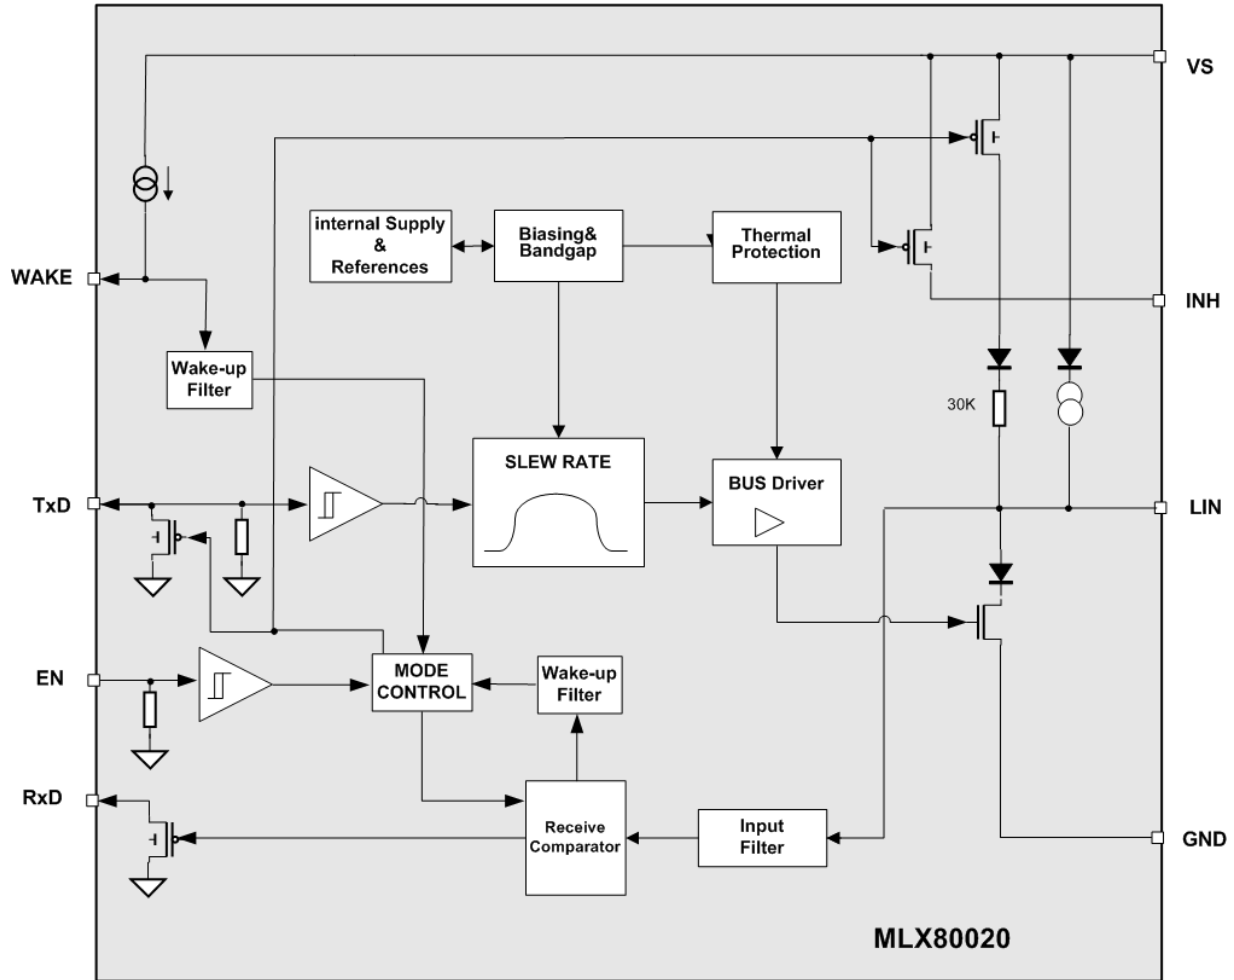 VS
internal Supply
&
References
Biasing&
Bandgap
Thermal
Protection
WAKE
INH
Wake-up
Filter
30K
SLEW RATE
BUS Driver
TxD
LIN
EN
MODE
CONTROL
Wake-up
Filter
RxD
Receive
Comparator
Input
Filter
GND
MLX80020